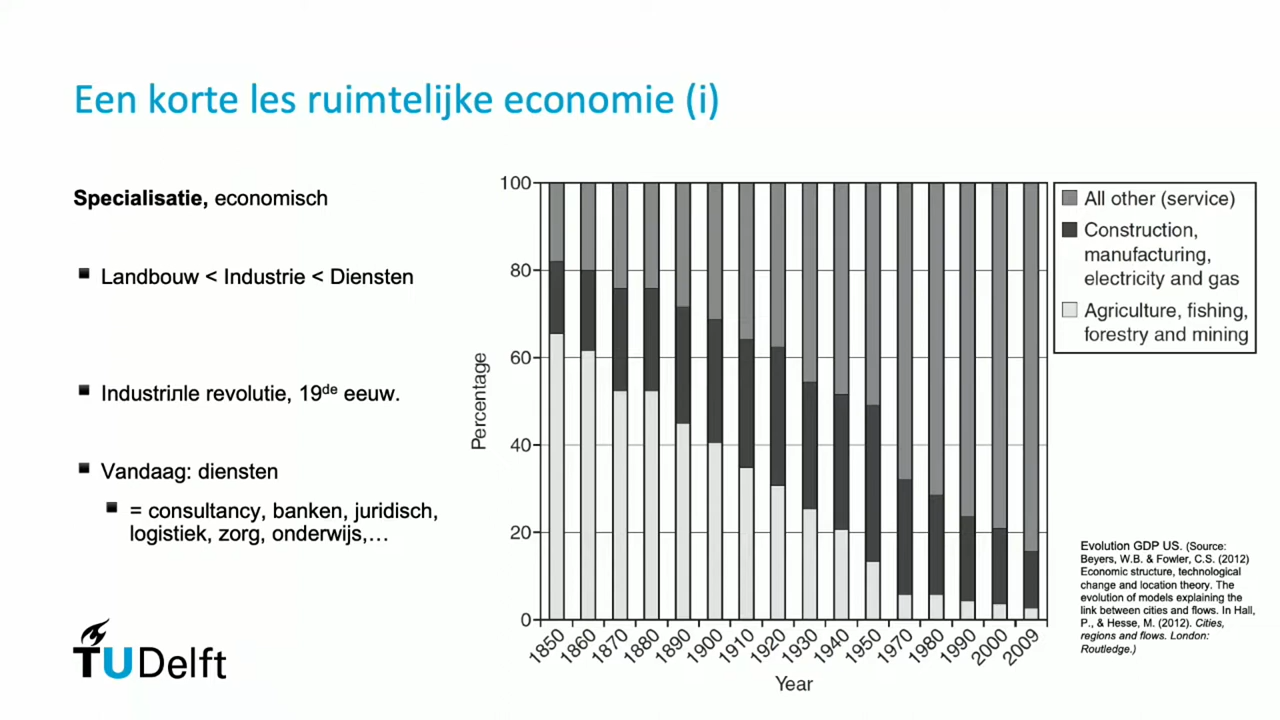 Een korte les ruimtelijke economie (i)
Specialisatie, economisch
Landbouw < Industrie < Diensten
Industriљle revolutie, 19de eeuw.
Vandaag: diensten
= consultancy, banken, juridisch,
logistiek, zorg, onderwijs,…
TU Delft
Percentage
100
80
60
40
20
0
1850
1860
1870
1880
1890
1900
1910
1920
1930
1940
1950
1970
1980
1990
2000
2009
Year
All other (service)
Construction,
manufacturing,
electricity and gas
Agriculture, fishing,
forestry and mining
Evolution GDP US. (Source:
Beyers, W.B. & Fowler, C.S. (2012)
Economic structure, technological
change and location theory. The
evolution of models explaining the
link between cities and flows. In Hall,
P., & Hesse, M. (2012). Cities,
regions and flows. London:
Routledge.)